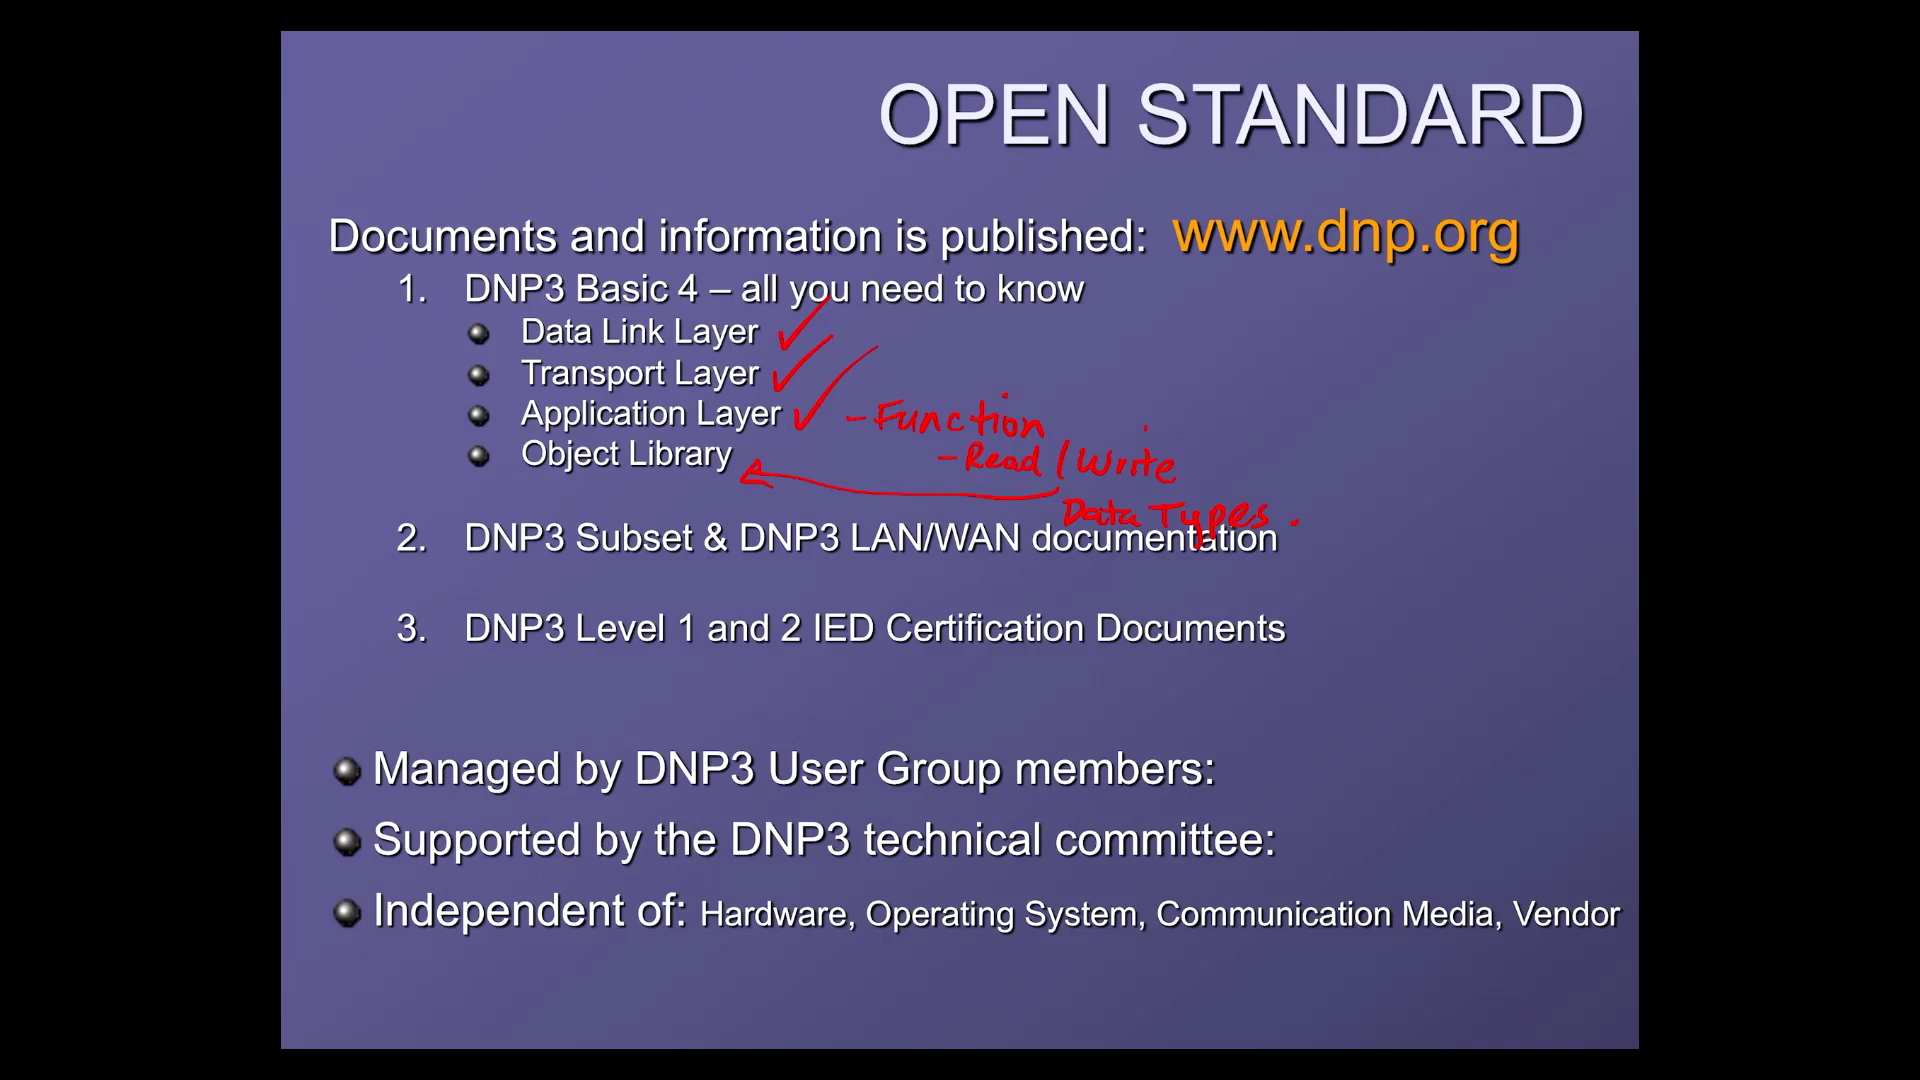 OPEN STANDARD
Documents and information is published: www.dnp.org
1. DNP3 Basic 4 – all you need to know
Data Link Layer
Transport Layer
Application Layer - Function
- Read / Write
Object Library
Data Types.
2. DNP3 Subset & DNP3 LAN/WAN documentation
3. DNP3 Level 1 and 2 IED Certification Documents
Managed by DNP3 User Group members:
Supported by the DNP3 technical committee:
Independent of: Hardware, Operating System, Communication Media, Vendor